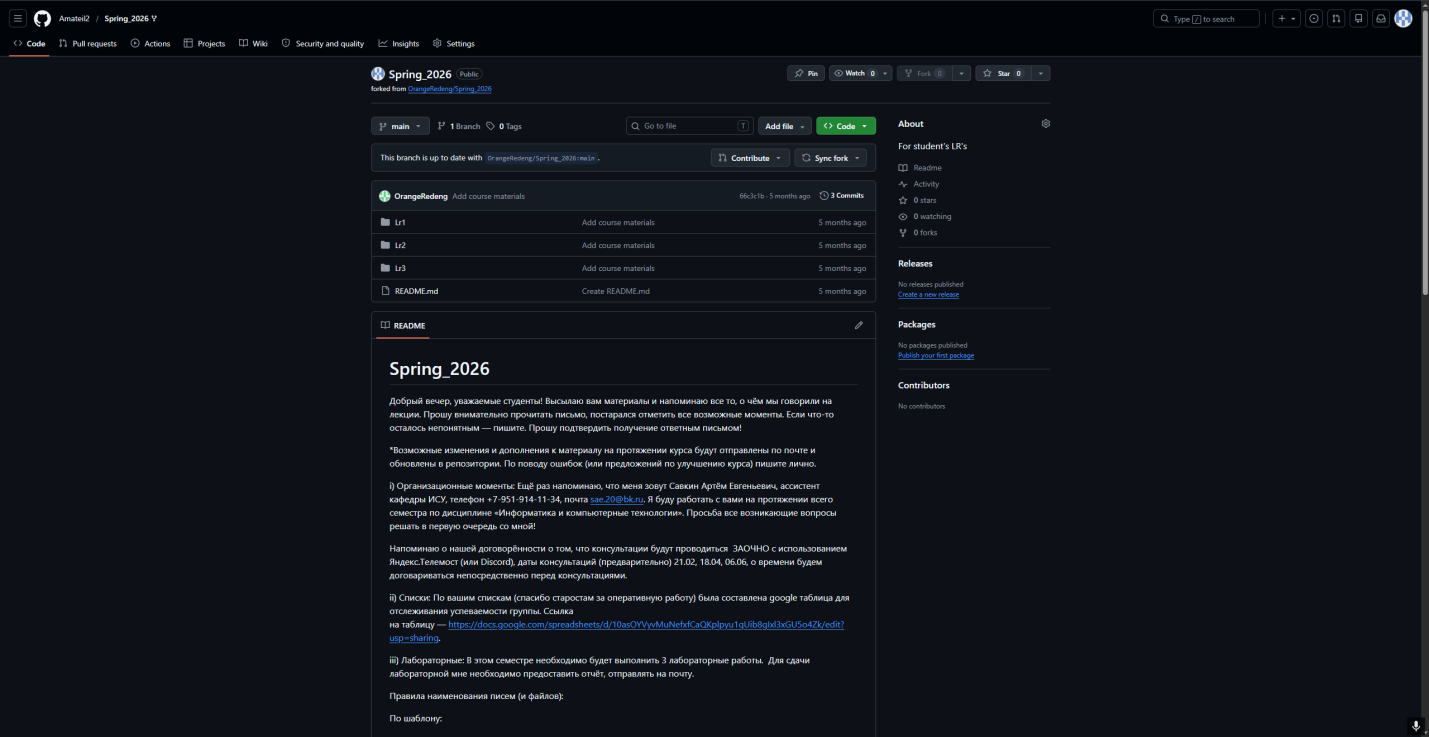 Amateil2 / Spring_2026
Type / to search
Code Pull requests Actions Projects Wiki Security and quality Insights Settings
Spring_2026 Public
forked from OrangeRedeng/Spring_2026
Pin Watch 0 Fork 0 Star 0
main 1 Branch 0 Tags Go to file T Add file Code
This branch is up to date with OrangeRedeng/Spring_2026:main .
Contribute Sync fork
OrangeRedeng Add course materials 66c3c1b · 5 months ago 3 Commits
Lr1 Add course materials 5 months ago
Lr2 Add course materials 5 months ago
Lr3 Add course materials 5 months ago
README.md Create README.md 5 months ago
README
Spring_2026
Добрый вечер, уважаемые студенты! Высылаю вам материалы и напоминаю все то, о чём мы говорили на
лекции. Прошу внимательно прочитать письмо, постарался отметить все возможные моменты. Если что-то
осталось непонятным — пишите. Прошу подтвердить получение ответным письмом!
*Возможные изменения и дополнения к материалу на протяжении курса будут отправлены по почте и
обновлены в репозитории. По поводу ошибок (или предложений по улучшению курса) пишите лично.
i) Организационные моменты: Ещё раз напоминаю, что меня зовут Савкин Артём Евгеньевич, ассистент
кафедры ИСУ, телефон +7-951-914-11-34, почта sae.20@bk.ru. Я буду работать с вами на протяжении всего
семестра по дисциплине «Информатика и компьютерные технологии». Просьба все возникающие вопросы
решать в первую очередь со мной!
Напоминаю о нашей договорённости о том, что консультации будут проводиться ЗАОЧНО с использованием
Яндекс.Телемост (или Discord), даты консультаций (предварительно) 21.02, 18.04, 06.06, о времени будем
договариваться непосредственно перед консультациями.
ii) Списки: По вашим спискам (спасибо старостам за оперативную работу) была составлена google таблица для
отслеживания успеваемости группы. Ссылка
на таблицу — https://docs.google.com/spreadsheets/d/10asOYVyvMuNefxfCaQKplpyu1qUib8glxl3xGU5o4Zk/edit?
usp=sharing.
iii) Лабораторные: В этом семестре необходимо будет выполнить 3 лабораторные работы. Для сдачи
лабораторной мне необходимо предоставить отчёт, отправлять на почту.
Правила наименования писем (и файлов):
По шаблону:
About
For student's LR's
Readme
Activity
0 stars
0 watching
0 forks
Releases
No releases published
Create a new release
Packages
No packages published
Publish your first package
Contributors
No contributors